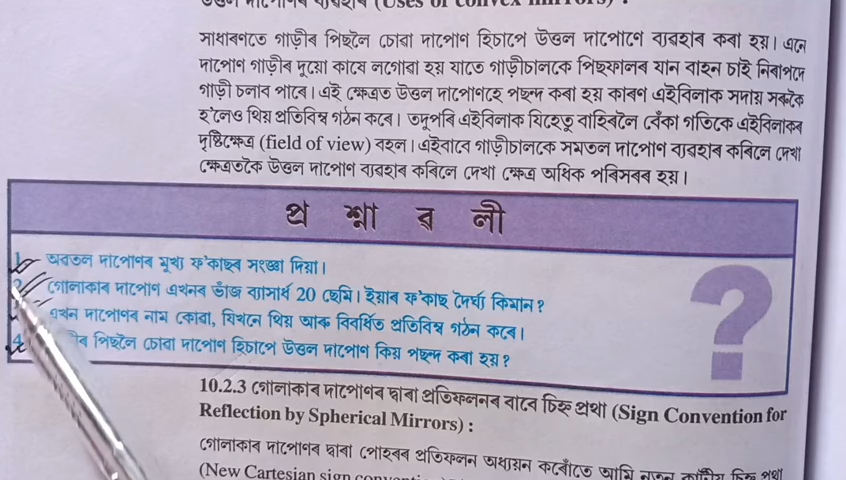 উত্তল দাপোণৰ ব্যৱহাৰ (Uses of convex mirrors) :
সাধাৰণতে গাড়ীৰ পিছলৈ চোৱা দাপোণ হিচাপে উত্তল দাপোণে ব্যৱহাৰ কৰা হয়। এনে
দাপোণ গাড়ীৰ দুয়ো কাষে লগোৱা হয় যাতে গাড়ীচালকে পিছফালৰ যান বাহন চাই নিৰাপদে
গাড়ী চলাব পাৰে। এই ক্ষেত্ৰত উত্তল দাপোণহে পছন্দ কৰা হয় কাৰণ এইবিলাক সদায় সৰুকৈ
হ'লেও থিয় প্ৰতিবিম্ব গঠন কৰে। তদুপৰি এইবিলাক যিহেতু বাহিৰলৈ বেঁকা গতিকে এইবিলাকৰ
দৃষ্টিক্ষেত্ৰ (field of view) বহল। এইবাবে গাড়ীচালকে সমতল দাপোণ ব্যৱহাৰ কৰিলে দেখা
ক্ষেত্ৰতকৈ উত্তল দাপোণ ব্যৱহাৰ কৰিলে দেখা ক্ষেত্ৰ অধিক পৰিসৰৰ হয়।
প্ৰ শ্না ৱ লী
1. অৱতল দাপোণৰ মুখ্য ফ'কাছৰ সংজ্ঞা দিয়া।
2. গোলাকাৰ দাপোণ এখনৰ ভাঁজ ব্যাসাৰ্ধ 20 ছেমি। ইয়াৰ ফ'কাছ দৈৰ্ঘ্য কিমান?
এখন দাপোণৰ নাম কোৱা, যিখনে থিয় আৰু বিবৰ্ধিত প্ৰতিবিম্ব গঠন কৰে।
4. পিছলৈ চোৱা দাপোণ হিচাপে উত্তল দাপোণ কিয় পছন্দ কৰা হয়?
?
10.2.3 গোলাকাৰ দাপোণৰ দ্বাৰা প্ৰতিফলনৰ বাবে চিহ্ন প্ৰথা (Sign Convention for
Reflection by Spherical Mirrors) :
গোলাকাৰ দাপোণৰ দ্বাৰা পোহৰৰ প্ৰতিফলন অধ্যয়ন কৰোঁতে আমি নতুন কাৰ্টেচীয় চিহ্ন প্ৰথা
(New Cartesian sign